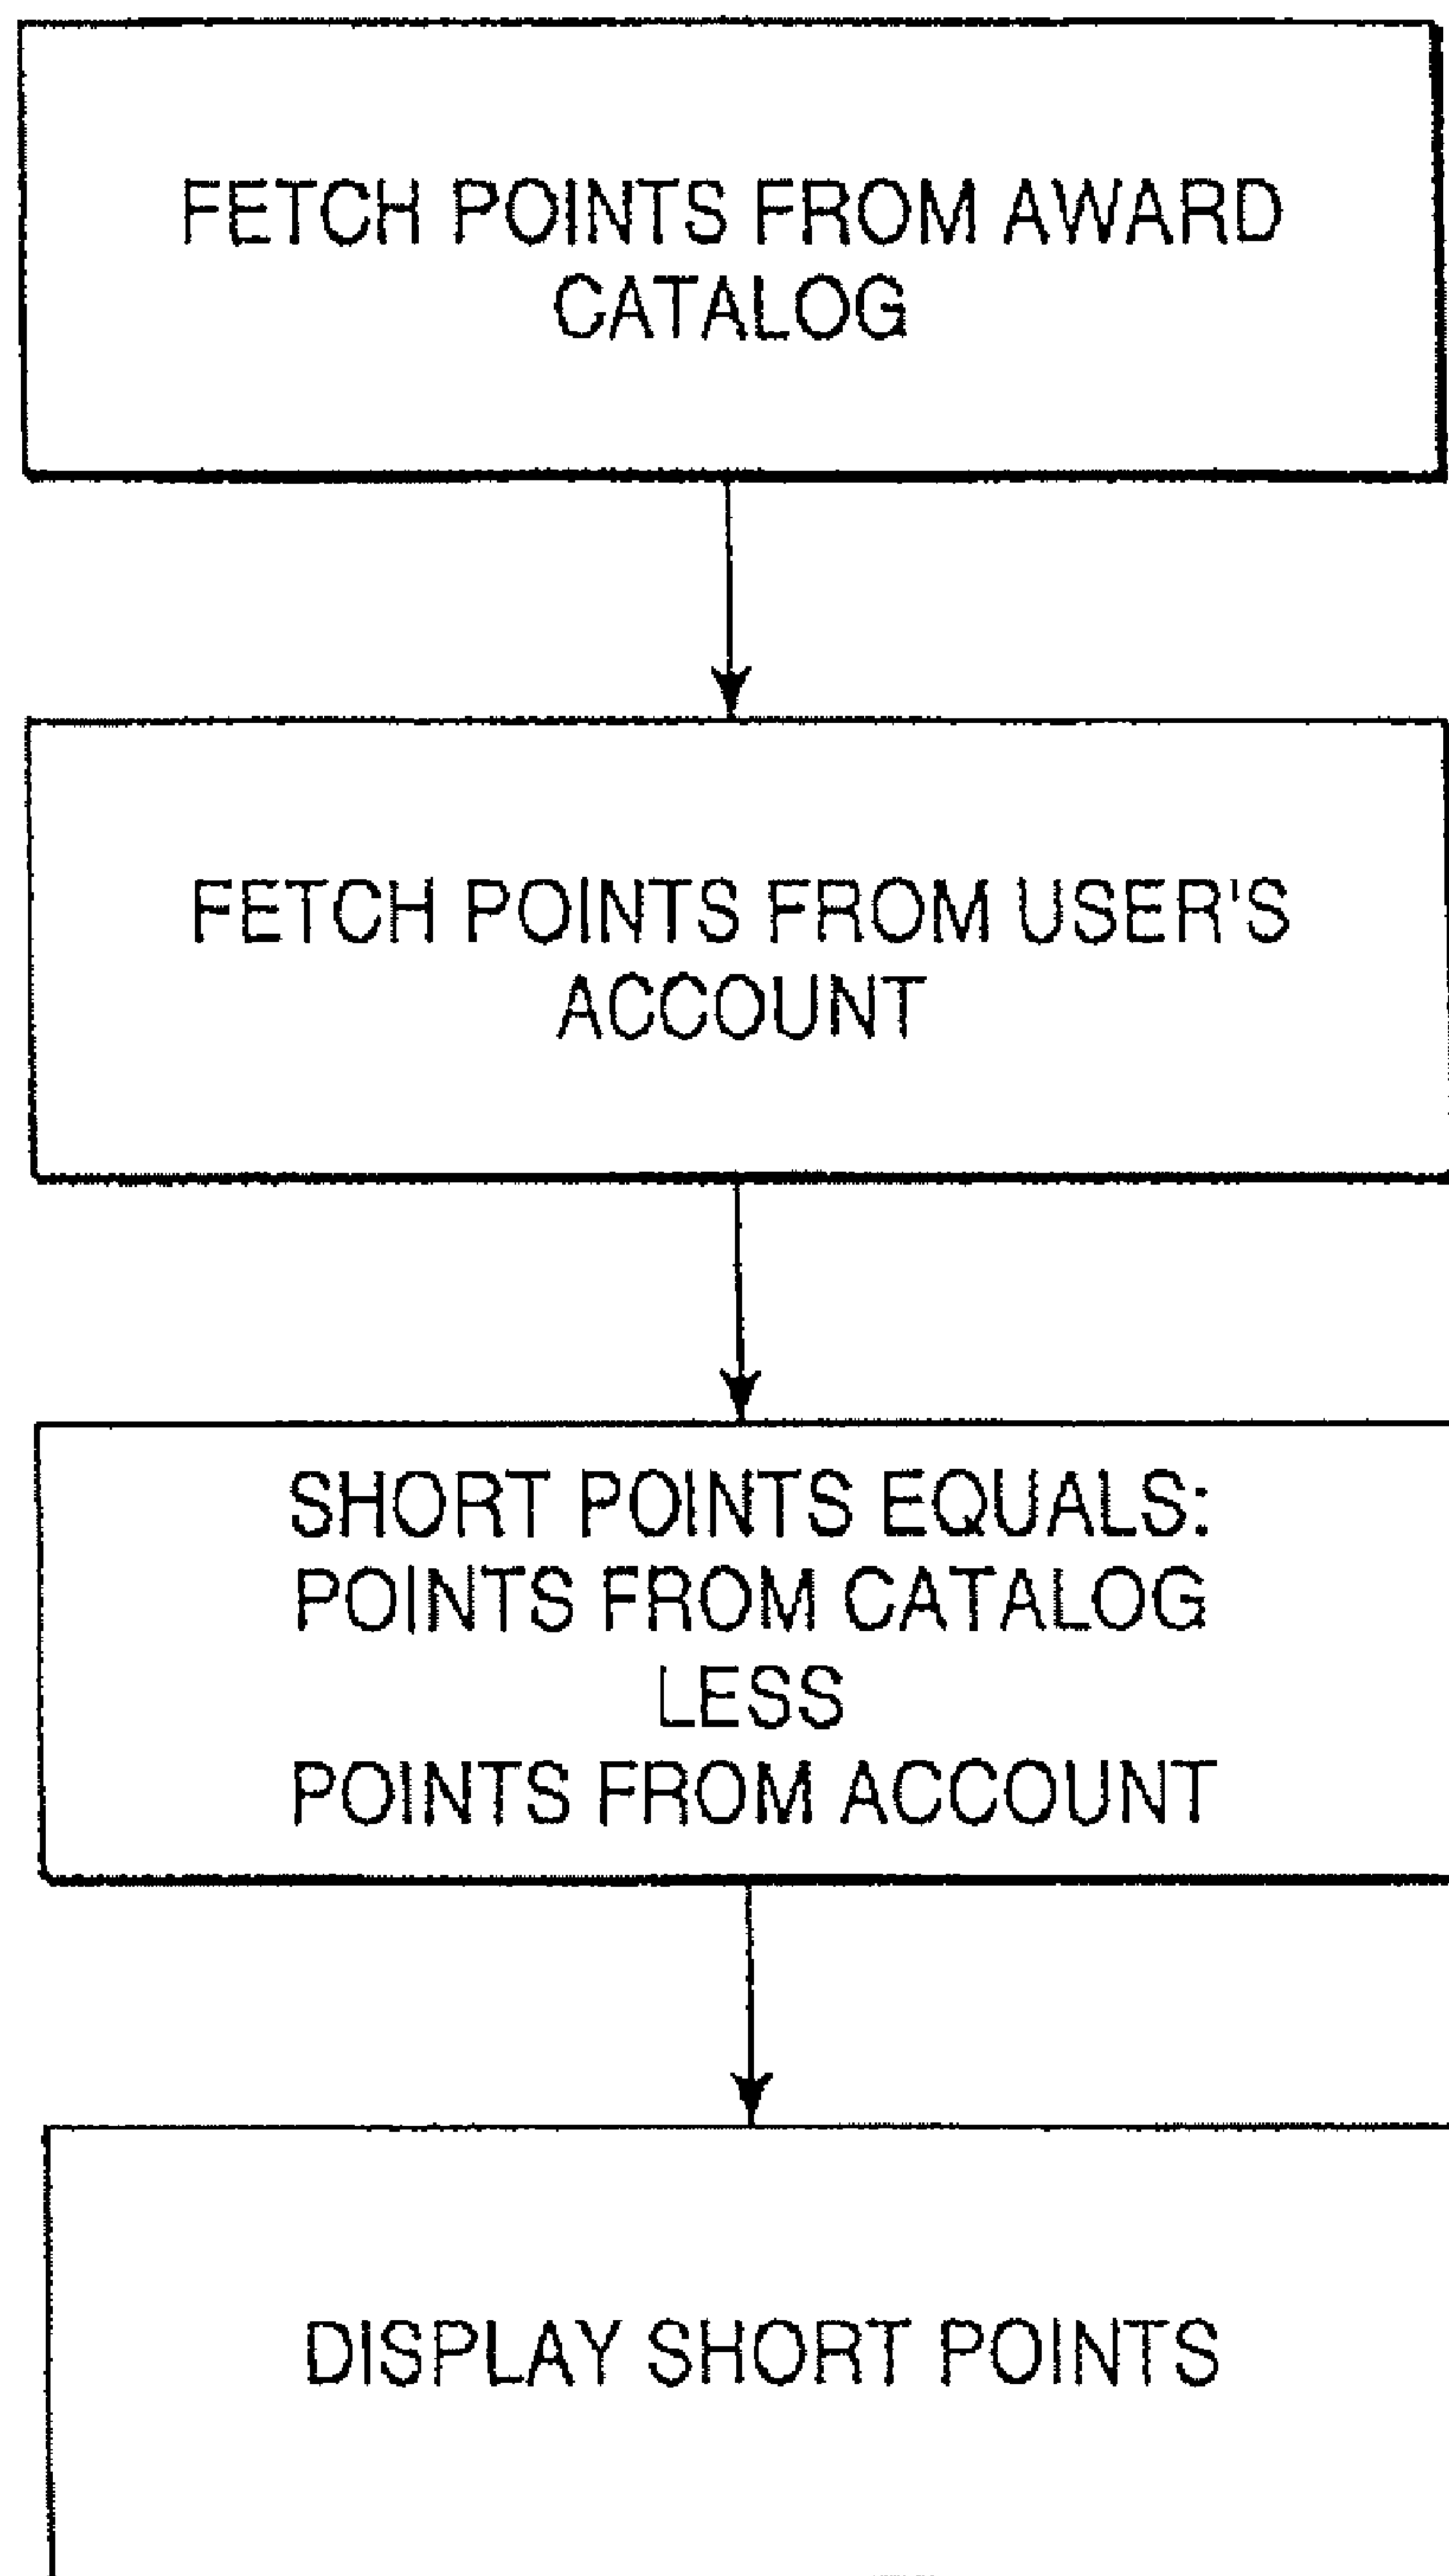 FETCH POINTS FROM AWARD
CATALOG
FETCH POINTS FROM USER'S
ACCOUNT
SHORT POINTS EQUALS:
POINTS FROM CATALOG
LESS
POINTS FROM ACCOUNT
DISPLAY SHORT POINTS